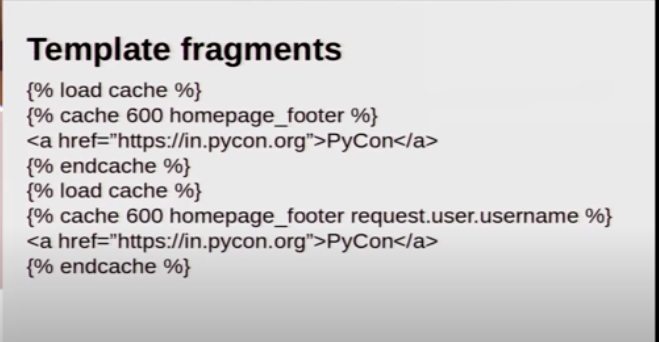 Template fragments
{% load cache %}
{% cache 600 homepage_footer %}
<a href=”https://in.pycon.org”>PyCon</a>
{% endcache %}
{% load cache %}
{% cache 600 homepage_footer request.user.username %}
<a href=”https://in.pycon.org”>PyCon</a>
{% endcache %}